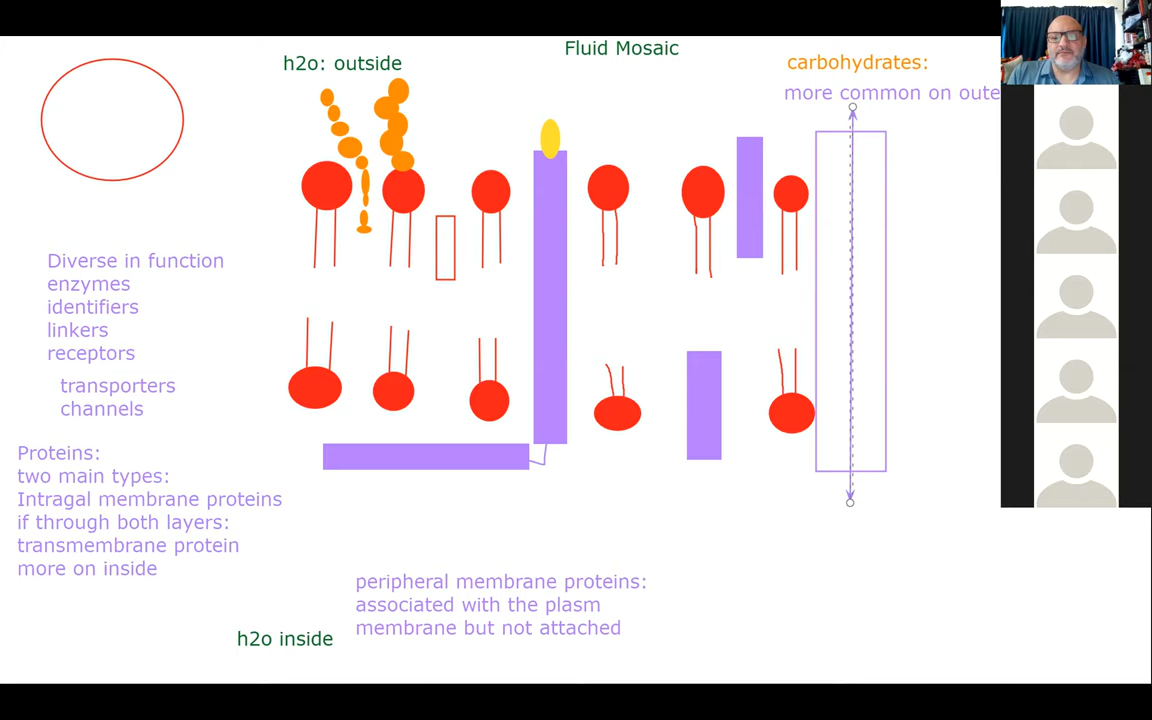 Fluid Mosaic
h2o: outside
carbohydrates:
more common on oute
Diverse in function
enzymes
identifiers
linkers
receptors
transporters
channels
Proteins:
two main types:
Intragal membrane proteins
if through both layers:
transmembrane protein
more on inside
peripheral membrane proteins:
associated with the plasm
membrane but not attached
h2o inside